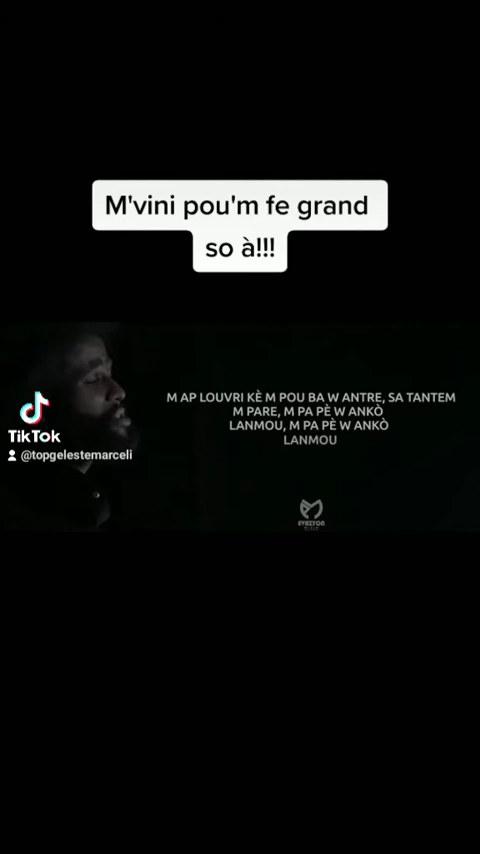 M'vini pou'm fe grand
so à!!!
M AP LOUVRI KÈ M POU BA W ANTRE, SA TANTEM
M PARE, M PA PÈ W ANKÒ
LANMOU, M PA PÈ W ANKÒ
LANMOU
TikTok
@topgelestemarceli